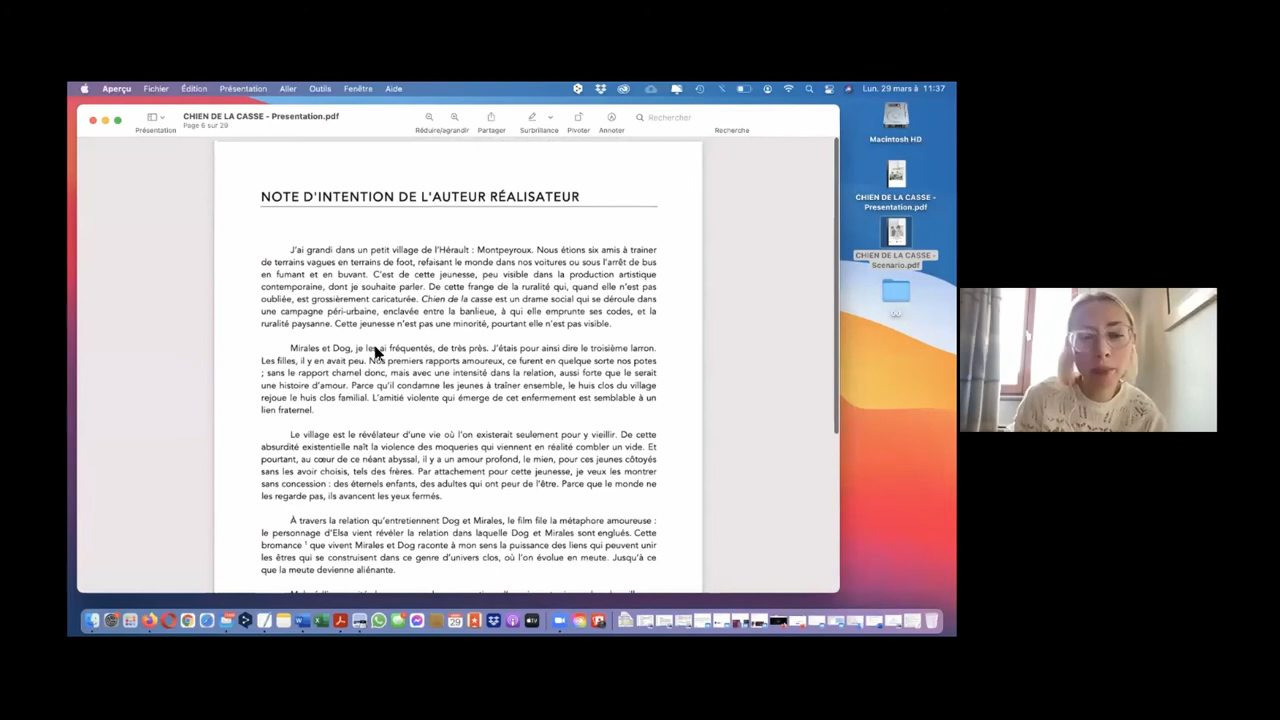 Aperçu Fichier Édition Présentation Aller Outils Fenêtre Aide Lun. 29 mars à 11:37
CHIEN DE LA CASSE - Presentation.pdf
Page 6 sur 29
Rechercher
Présentation Réduire/agrandir Partager Surbrillance Pivoter Annoter Recherche
Macintosh HD
CHIEN DE LA CASSE -
Presentation.pdf
CHIEN DE LA CASSE -
Scenario.pdf
NOTE D'INTENTION DE L'AUTEUR RÉALISATEUR
J'ai grandi dans un petit village de l'Hérault : Montpeyroux. Nous étions six amis à trainer
de terrains vagues en terrains de foot, refaisant le monde dans nos voitures ou sous l'arrêt de bus
en fumant et en buvant. C'est de cette jeunesse, peu visible dans la production artistique
contemporaine, dont je souhaite parler. De cette frange de la ruralité qui, quand elle n'est pas
oubliée, est grossièrement caricaturée. Chien de la casse est un drame social qui se déroule dans
une campagne péri-urbaine, enclavée entre la banlieue, à qui elle emprunte ses codes, et la
ruralité paysanne. Cette jeunesse n'est pas une minorité, pourtant elle n'est pas visible.
Mirales et Dog, je les ai fréquentés, de très près. J'étais pour ainsi dire le troisième larron.
Les filles, il y en avait peu. Nos premiers rapports amoureux, ce furent en quelque sorte nos potes
; sans le rapport charnel donc, mais avec une intensité dans la relation, aussi forte que le serait
une histoire d'amour. Parce qu'il condamne les jeunes à traîner ensemble, le huis clos du village
rejoue le huis clos familial. L'amitié violente qui émerge de cet enfermement est semblable à un
lien fraternel.
Le village est le révélateur d'une vie où l'on existerait seulement pour y vieillir. De cette
absurdité existentielle naît la violence des moqueries qui viennent en réalité combler un vide. Et
pourtant, au cœur de ce néant abyssal, il y a un amour profond, le mien, pour ces jeunes côtoyés
sans les avoir choisis, tels des frères. Par attachement pour cette jeunesse, je veux les montrer
sans concession : des éternels enfants, des adultes qui ont peur de l'être. Parce que le monde ne
les regarde pas, ils avancent les yeux fermés.
À travers la relation qu'entretiennent Dog et Mirales, le film file la métaphore amoureuse :
le personnage d'Elsa vient révéler la relation dans laquelle Dog et Mirales sont englués. Cette
bromance ¹ que vivent Mirales et Dog raconte à mon sens la puissance des liens qui peuvent unir
les êtres qui se construisent dans ce genre d'univers clos, où l'on évolue en meute. Jusqu'à ce
que la meute devienne aliénante.